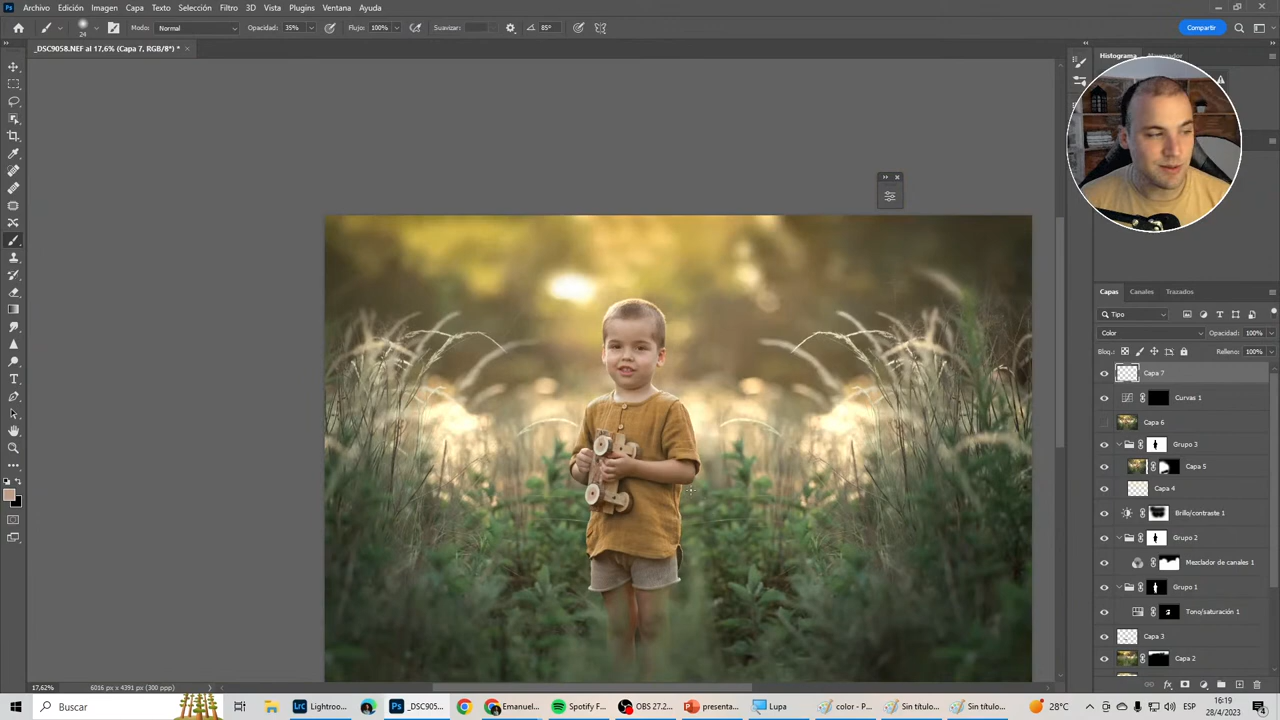 Archivo Edición Imagen Capa Texto Selección Filtro 3D Vista Plugins Ventana Ayuda
24 Modo: Normal Opacidad: 35% Flujo: 100% Suavizar: 85° Compartir
_DSC9058.NEF al 17,6% (Capa 7, RGB/8*) *
Histograma Navegador
Capas Canales Trazados
Tipo
Color Opacidad: 100%
Bloq.: Relleno: 100%
Capa 7
Curvas 1
Capa 6
Grupo 3
Capa 5
Capa 4
Brillo/contraste 1
Grupo 2
Mezclador de canales 1
Grupo 1
Tono/saturación 1
Capa 3
Capa 2
17,62% 6016 px x 4391 px (300 ppp)
Buscar Lightroo... _DSC905... Emanuel... Spotify F... OBS 27.2... presenta... Lupa color - P... Sin título... Sin título... 28°C ESP 16:19
28/4/2023